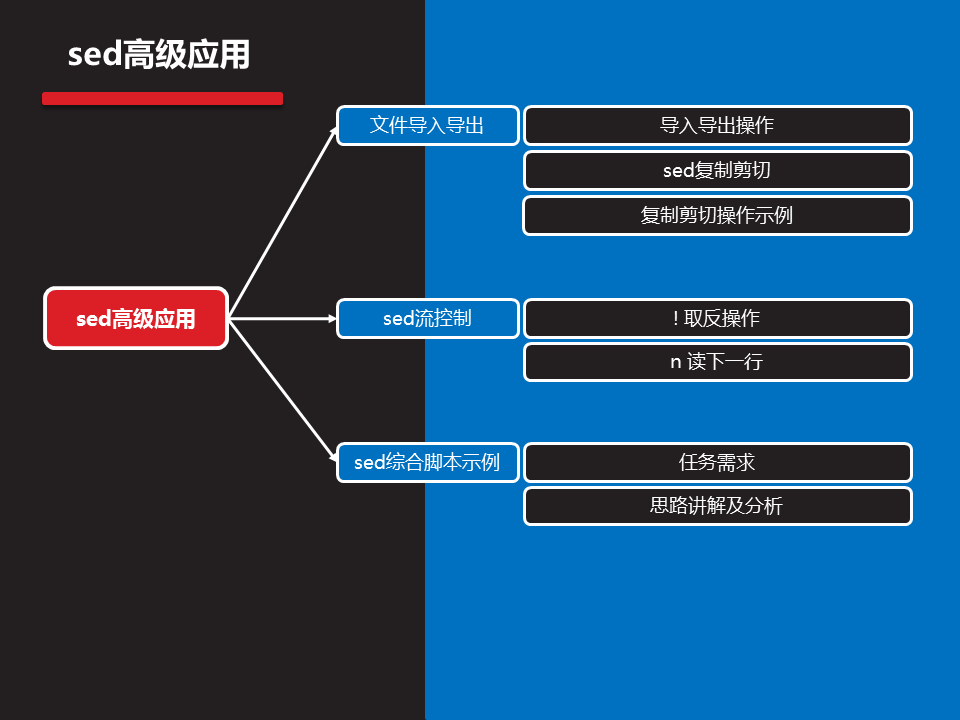 sed高级应用
文件导入导出
导入导出操作
sed复制剪切
复制剪切操作示例
sed高级应用
sed流控制
! 取反操作
n 读下一行
sed综合脚本示例
任务需求
思路讲解及分析